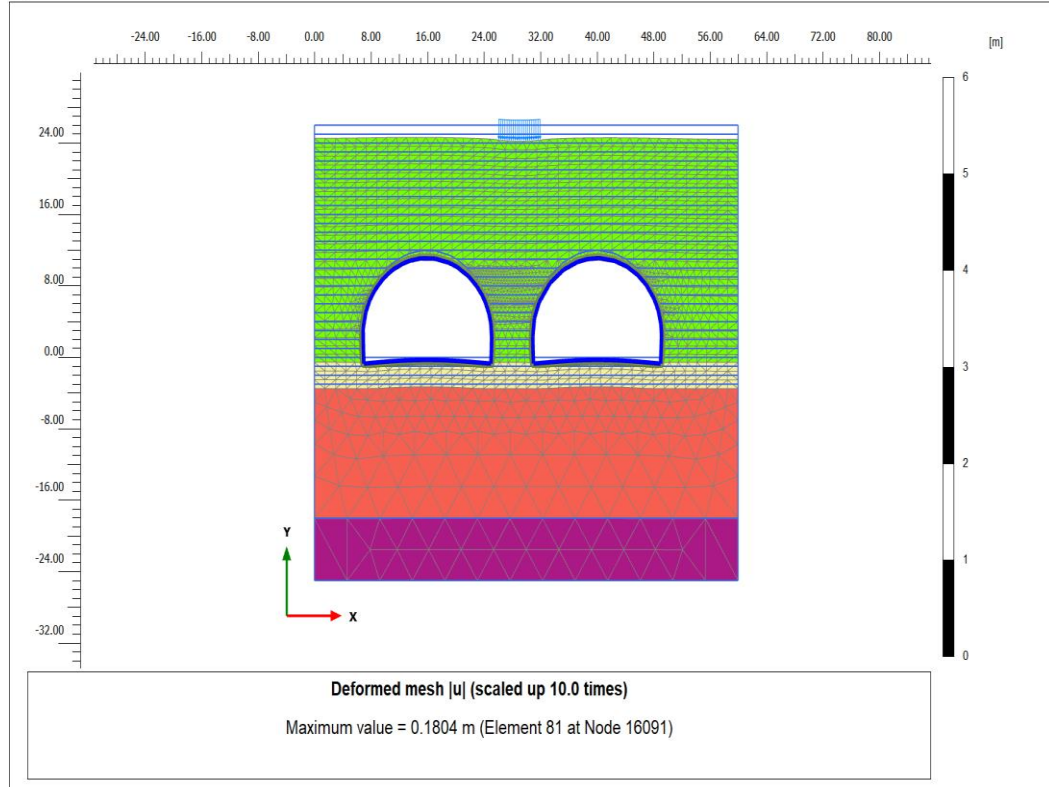 -24.00 -16.00 -8.00 0.00 8.00 16.00 24.00 32.00 40.00 48.00 56.00 64.00 72.00 80.00
[m]
24.00
16.00
8.00
0.00
-8.00
-16.00
-24.00
-32.00
6
5
4
3
2
1
0
Y
X
Deformed mesh |u| (scaled up 10.0 times)
Maximum value = 0.1804 m (Element 81 at Node 16091)